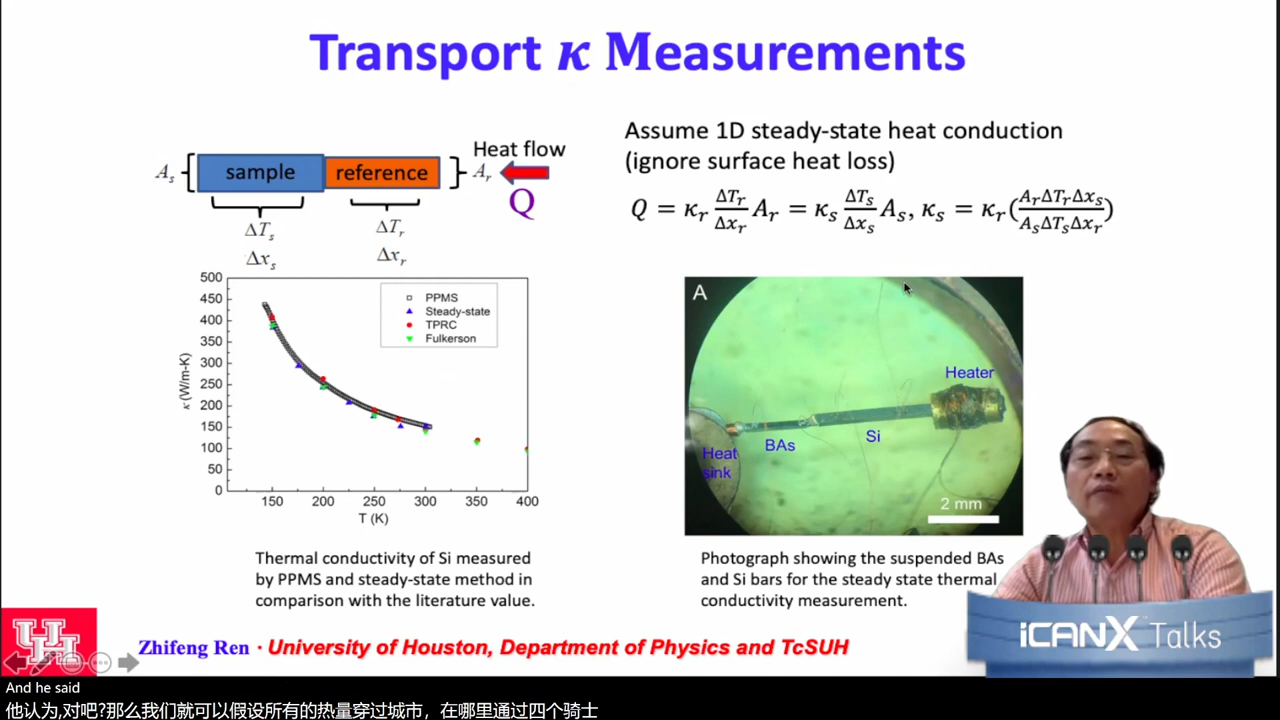 Transport κ Measurements
Assume 1D steady-state heat conduction
(ignore surface heat loss)
Heat flow
A_s
sample
reference
A_r
Q
ΔT_s
ΔT_r
Δx_s
Δx_r
Q = κ_r ΔT_r/Δx_r A_r = κ_s ΔT_s/Δx_s A_s, κ_s = κ_r(A_rΔT_rΔx_s/A_sΔT_sΔx_r)
500
450
400
350
300
250
200
150
100
50
0
κ (W/m-K)
PPMS
Steady-state
TPRC
Fulkerson
150 200 250 300 350 400
T (K)
A
Heater
BAs
Si
Heat
sink
2 mm
Thermal conductivity of Si measured
by PPMS and steady-state method in
comparison with the literature value.
Photograph showing the suspended BAs
and Si bars for the steady state thermal
conductivity measurement.
UH
Zhifeng Ren · University of Houston, Department of Physics and TcSUH
iCANX Talks
And he said
他认为,对吧?那么我们就可以假设所有的热量穿过城市，在哪里通过四个骑士